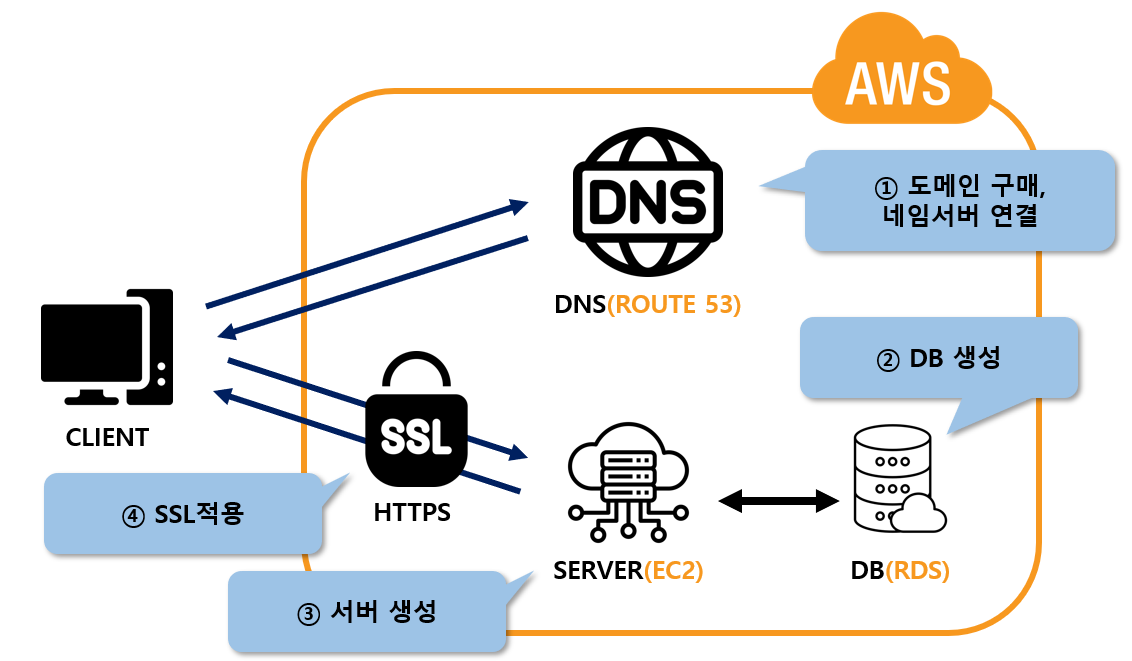 AWS
DNS
① 도메인 구매,
네임서버 연결
DNS(ROUTE 53)
② DB 생성
CLIENT
SSL
HTTPS
④ SSL적용
SERVER(EC2)
DB(RDS)
③ 서버 생성